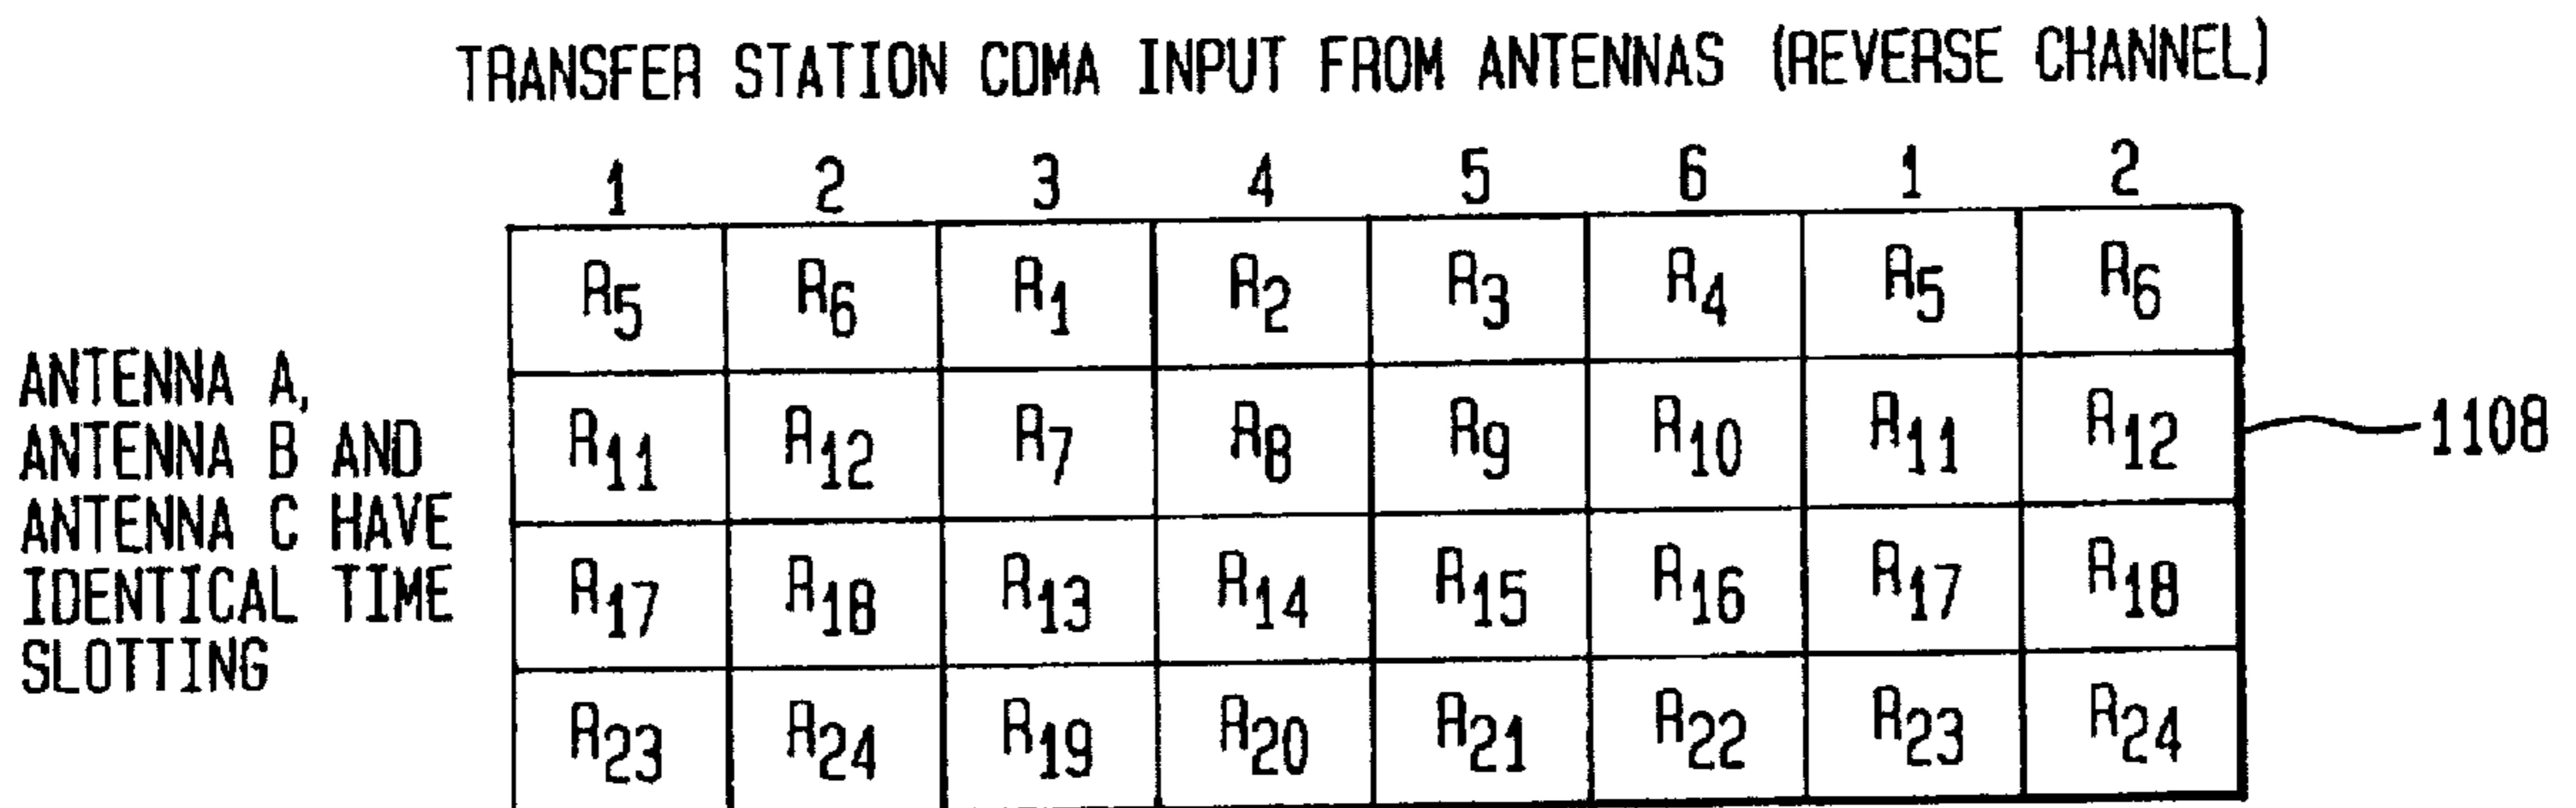 TRANSFER STATION CDMA INPUT FROM ANTENNAS (REVERSE CHANNEL)
1 2 3 4 5 6 1 2
R5 R6 R1 R2 R3 R4 R5 R6
R11 R12 R7 R8 R9 R10 R11 R12
R17 R18 R13 R14 R15 R16 R17 R18
R23 R24 R19 R20 R21 R22 R23 R24
ANTENNA A,
ANTENNA B AND
ANTENNA C HAVE
IDENTICAL TIME
SLOTTING
1108